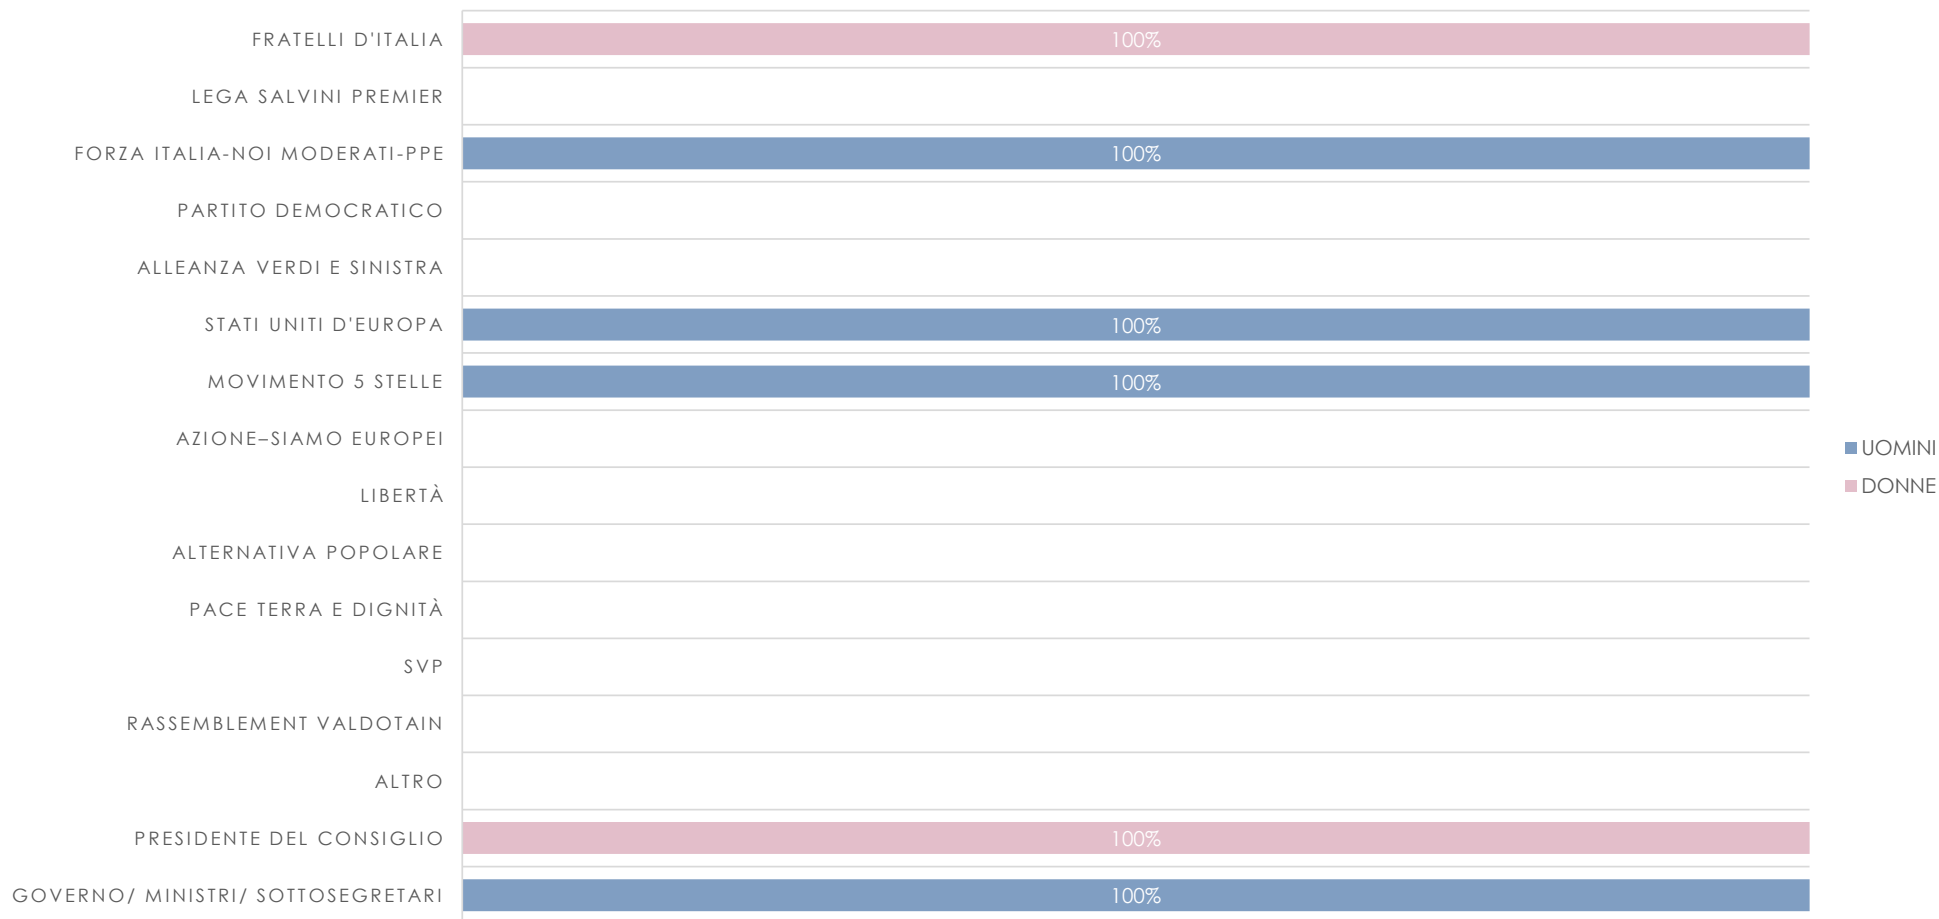 FRATELLI D'ITALIA 100%
LEGA SALVINI PREMIER
FORZA ITALIA-NOI MODERATI-PPE 100%
PARTITO DEMOCRATICO
ALLEANZA VERDI E SINISTRA
STATI UNITI D'EUROPA 100%
MOVIMENTO 5 STELLE 100%
AZIONE–SIAMO EUROPEI
LIBERTÀ
ALTERNATIVA POPOLARE
PACE TERRA E DIGNITÀ
SVP
RASSEMBLEMENT VALDOTAIN
ALTRO
PRESIDENTE DEL CONSIGLIO 100%
GOVERNO/ MINISTRI/ SOTTOSEGRETARI 100%
UOMINI
DONNE